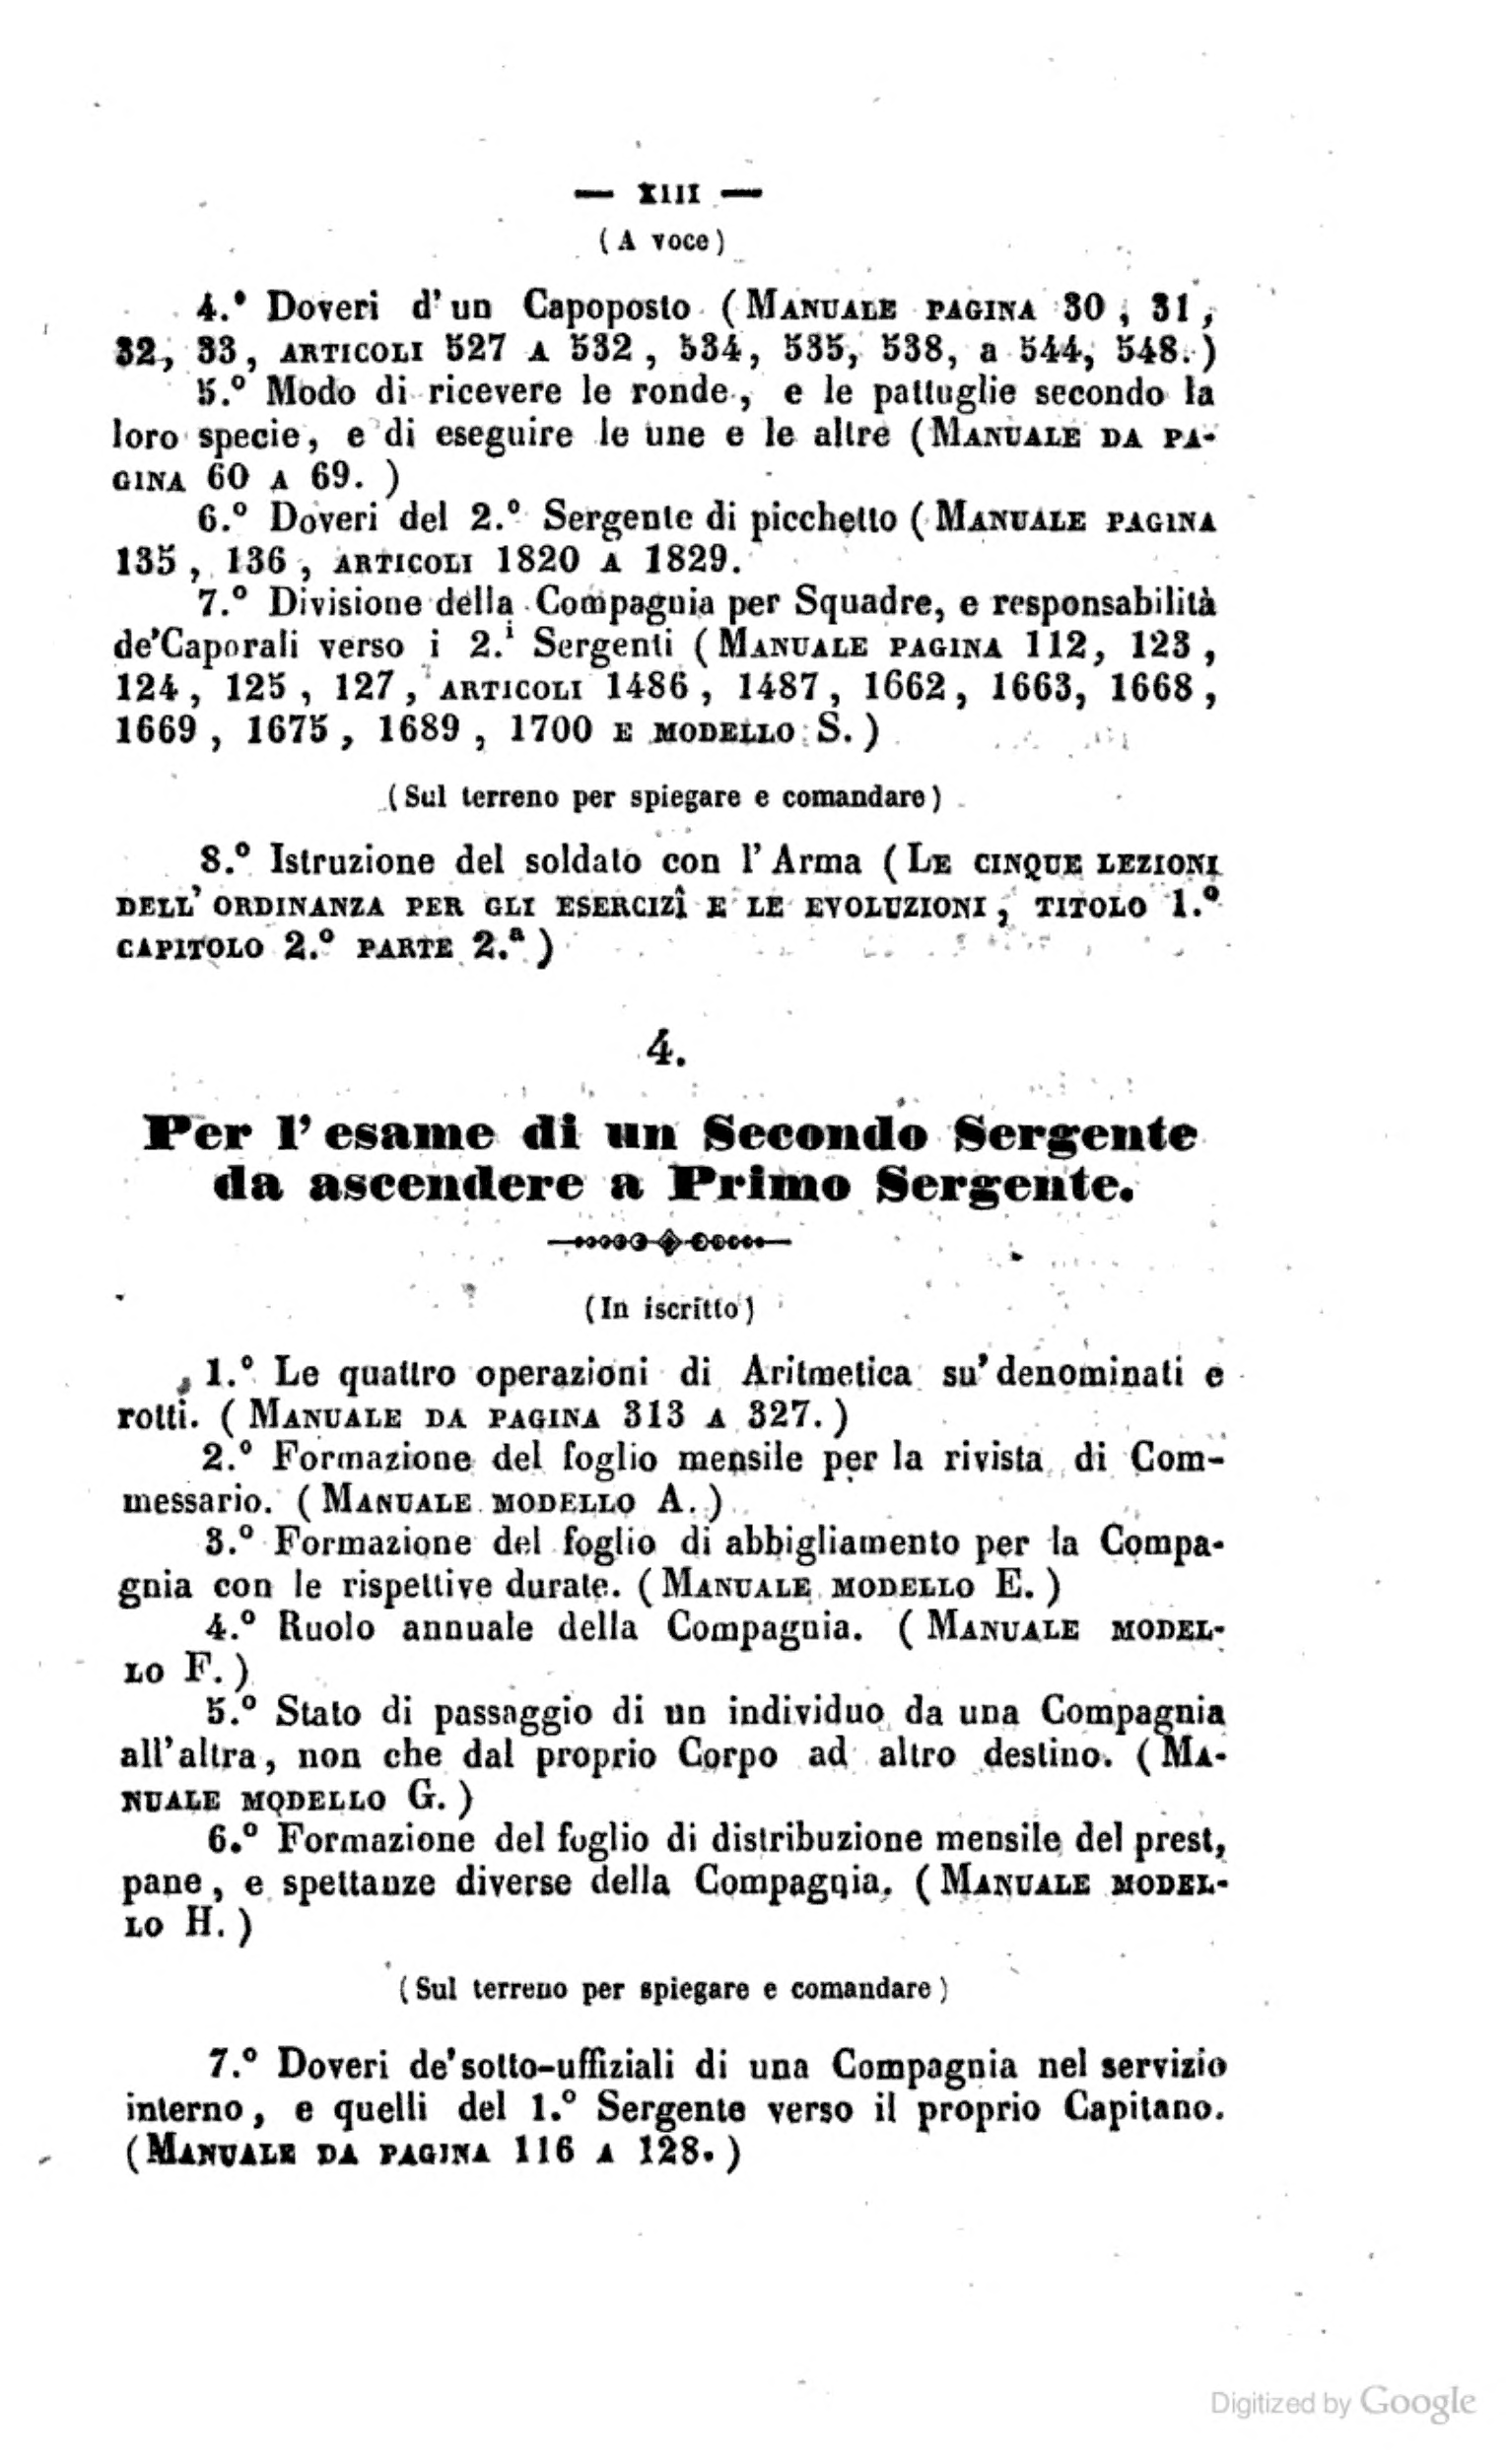 — XIII —
(A voce)
4.° Doveri d'un Capoposto (MANUALE PAGINA 30, 31,
32, 33, ARTICOLI 527 A 532, 534, 535, 538, a 544, 548.)
5.° Modo di ricevere le ronde, e le pattuglie secondo la
loro specie, e di eseguire le une e le altre (MANUALE DA PA-
GINA 60 A 69.)
6.° Doveri del 2.° Sergente di picchetto (MANUALE PAGINA
135, 136, ARTICOLI 1820 A 1829.
7.° Divisione della Compagnia per Squadre, e responsabilità
de'Caporali verso i 2.i Sergenti (MANUALE PAGINA 112, 123,
124, 125, 127, ARTICOLI 1486, 1487, 1662, 1663, 1668,
1669, 1675, 1689, 1700 E MODELLO S.)
(Sul terreno per spiegare e comandare)
8.° Istruzione del soldato con l'Arma (LE CINQUE LEZIONI
DELL'ORDINANZA PER GLI ESERCIZÎ E LE EVOLUZIONI, TITOLO 1.°
CAPITOLO 2.° PARTE 2.ª)
4.
Per l'esame di un Secondo Sergente
da ascendere a Primo Sergente.
(In iscritto)
1.° Le quattro operazioni di Aritmetica su'denominati e
rotti. (MANUALE DA PAGINA 313 A 327.)
2.° Formazione del foglio mensile per la rivista di Com-
messario. (MANUALE MODELLO A.)
3.° Formazione del foglio di abbigliamento per la Compa-
gnia con le rispettive durate. (MANUALE MODELLO E.)
4.° Ruolo annuale della Compagnia. (MANUALE MODEL-
LO F.)
5.° Stato di passaggio di un individuo da una Compagnia
all'altra, non che dal proprio Corpo ad altro destino. (MA-
NUALE MODELLO G.)
6.° Formazione del foglio di distribuzione mensile del prest,
pane, e spettanze diverse della Compagnia. (MANUALE MODEL-
LO H.)
(Sul terreno per spiegare e comandare)
7.° Doveri de'sotto-uffiziali di una Compagnia nel servizio
interno, e quelli del 1.° Sergente verso il proprio Capitano.
(MANUALE DA PAGINA 116 A 128.)
Digitized by Google